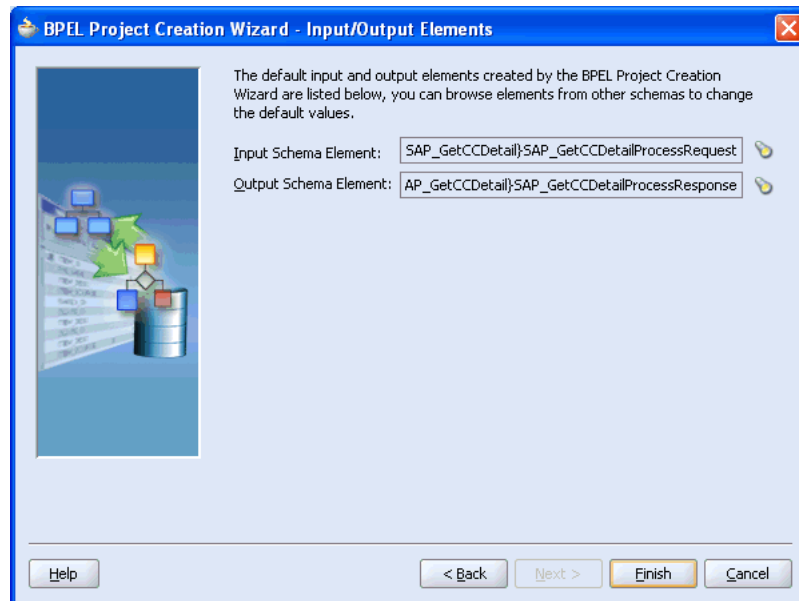 BPEL Project Creation Wizard - Input/Output Elements
The default input and output elements created by the BPEL Project Creation
Wizard are listed below, you can browse elements from other schemas to change
the default values.
Input Schema Element: SAP_GetCCDetail}SAP_GetCCDetailProcessRequest
Output Schema Element: AP_GetCCDetail}SAP_GetCCDetailProcessResponse
Help < Back Next > Finish Cancel